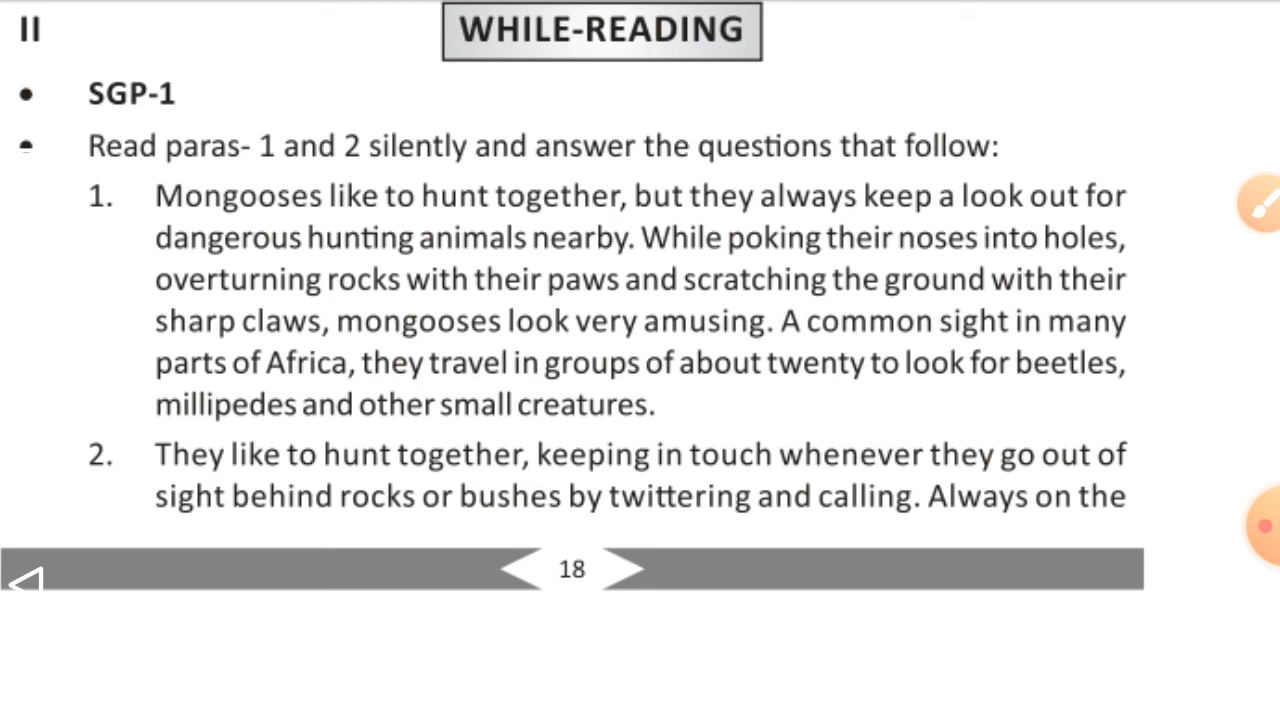 II
WHILE-READING
• SGP-1
• Read paras- 1 and 2 silently and answer the questions that follow:
1. Mongooses like to hunt together, but they always keep a look out for
dangerous hunting animals nearby. While poking their noses into holes,
overturning rocks with their paws and scratching the ground with their
sharp claws, mongooses look very amusing. A common sight in many
parts of Africa, they travel in groups of about twenty to look for beetles,
millipedes and other small creatures.
2. They like to hunt together, keeping in touch whenever they go out of
sight behind rocks or bushes by twittering and calling. Always on the
18